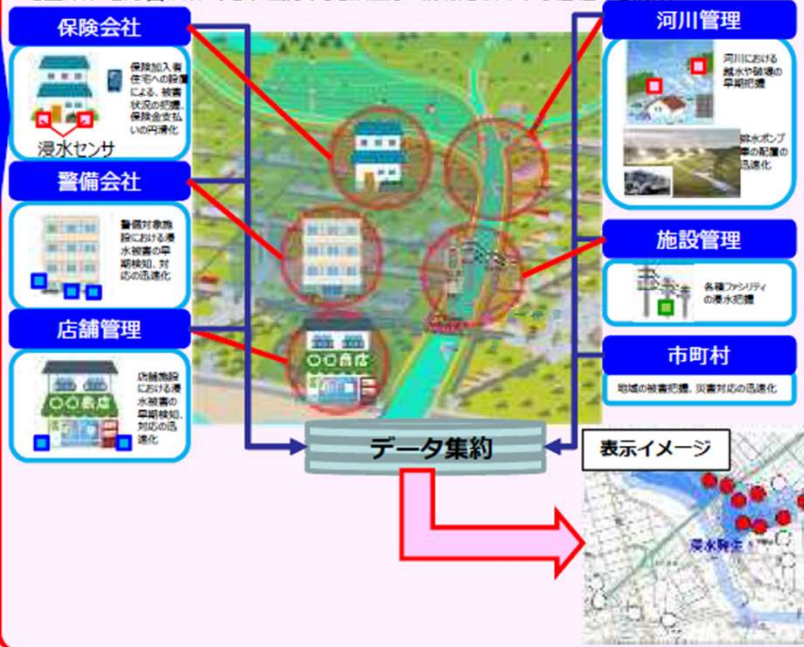 保険会社
保険加入者
住宅への設置
による、被害
状況の把握、
保険金支払
いの円滑化
浸水センサ
警備会社
警備対象施
設における浸
水被害の早
期検知、対
応の迅速化
店舗管理
〇〇商店
店舗施設
における浸
水被害の
早期検知、
対応の迅
速化
〇〇商店
河川管理
河川における
越水や破堤の
早期把握
排水ポンプ
車の配置の
迅速化
施設管理
各種ファシリティ
の浸水把握
市町村
地域の被害把握、災害対応の迅速化
データ集約
表示イメージ
浸水発生